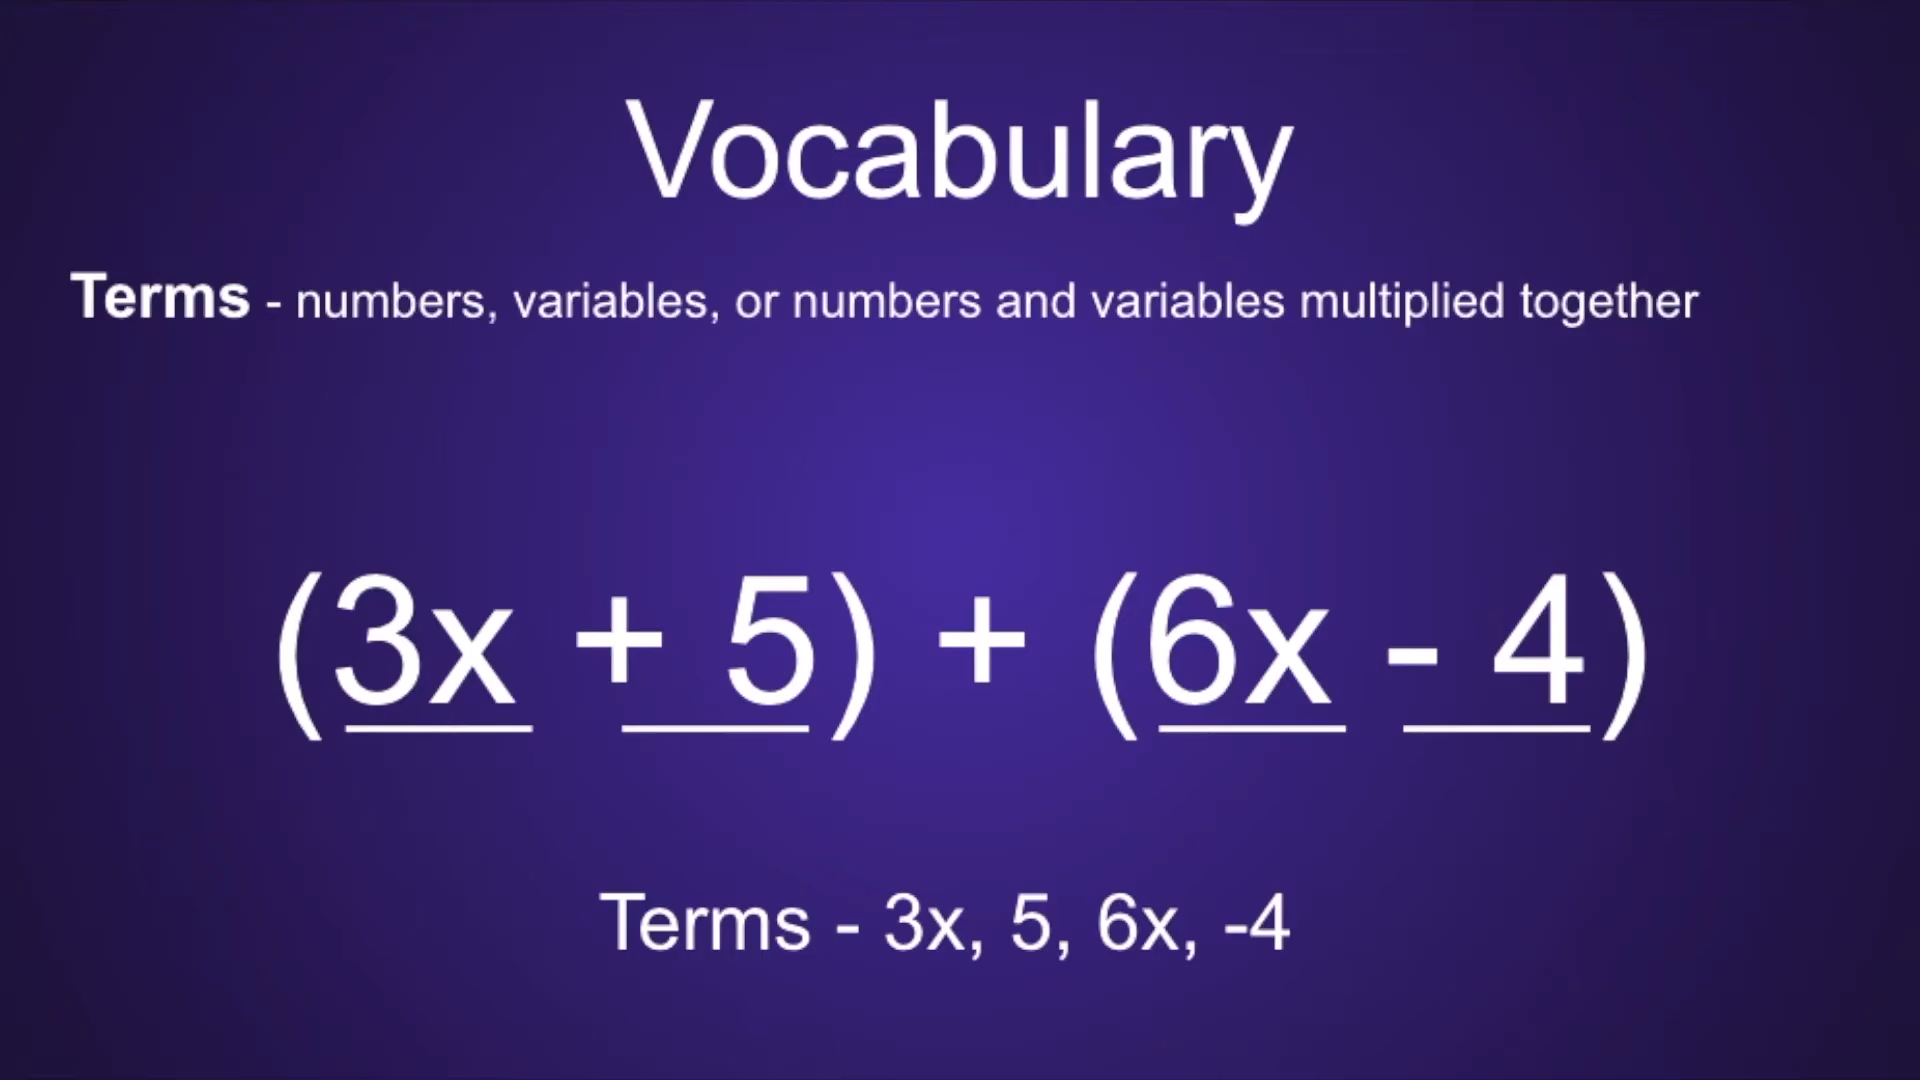 Vocabulary
Terms - numbers, variables, or numbers and variables multiplied together
(3x + 5) + (6x - 4)
Terms - 3x, 5, 6x, -4